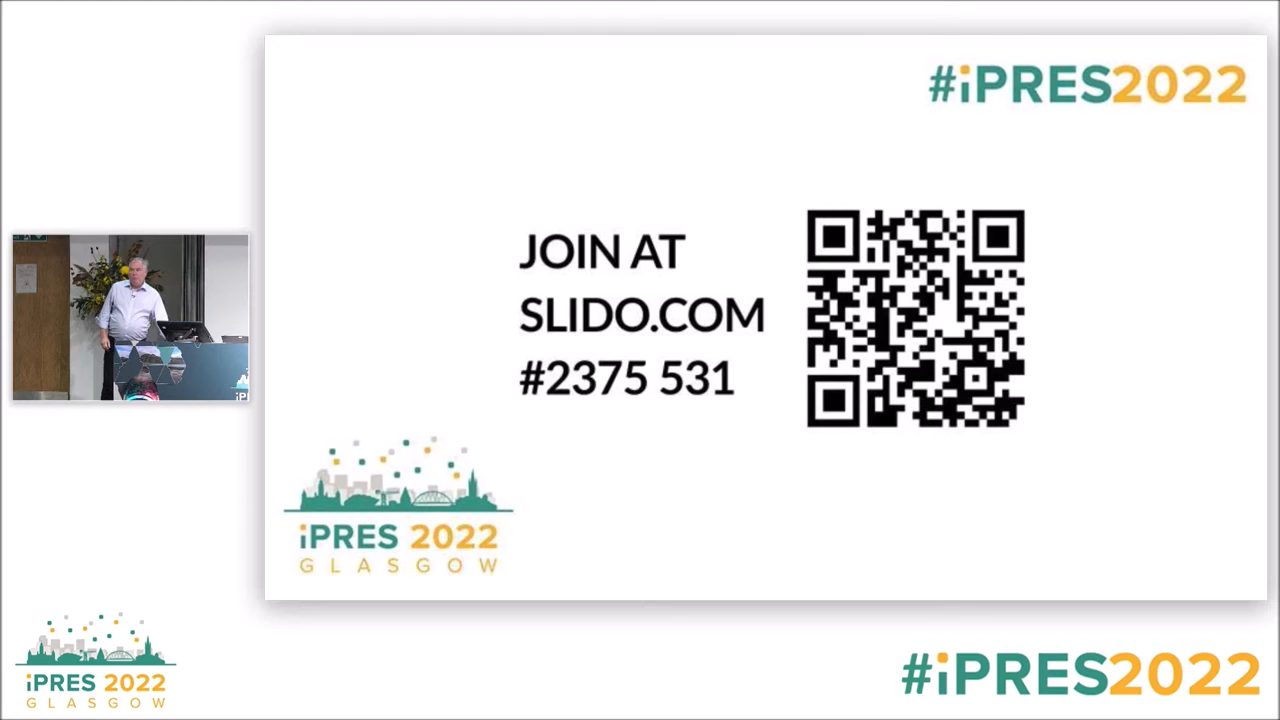 #iPRES2022
JOIN AT
SLIDO.COM
#2375 531
iPRES 2022
GLASGOW
iPRES 2022
GLASGOW
#iPRES2022